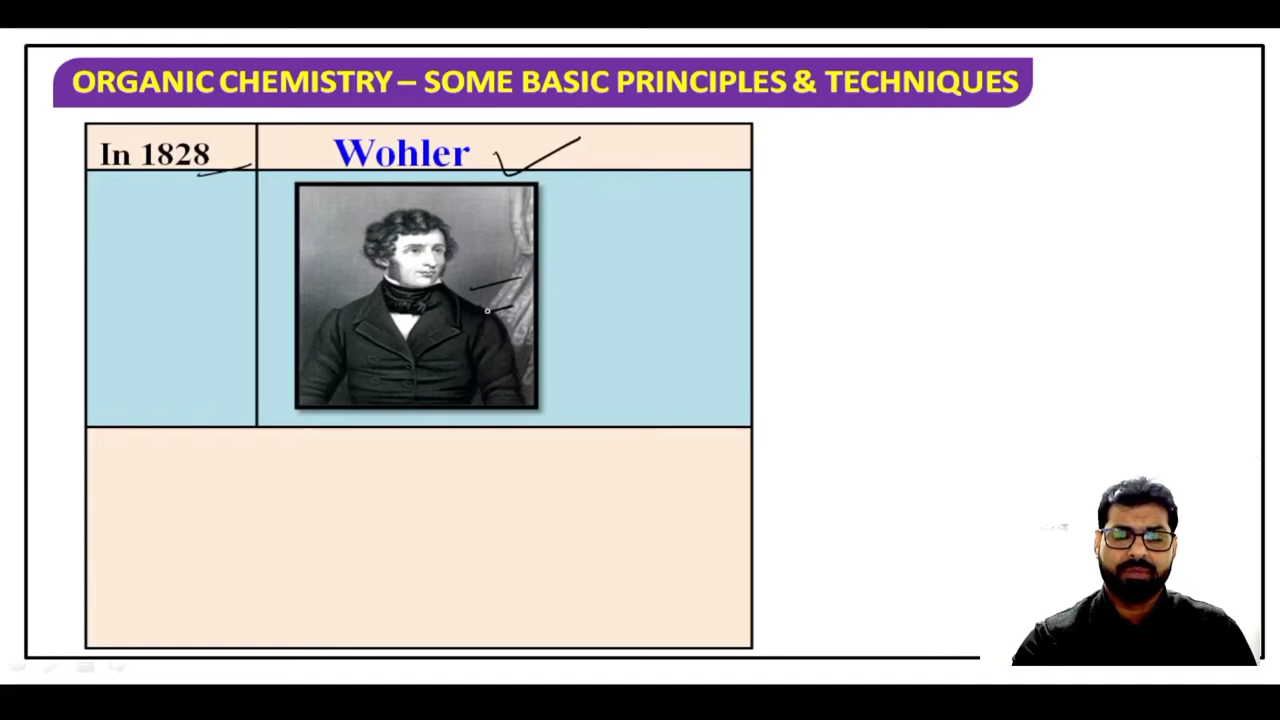 ORGANIC CHEMISTRY – SOME BASIC PRINCIPLES & TECHNIQUES
In 1828 Wohler